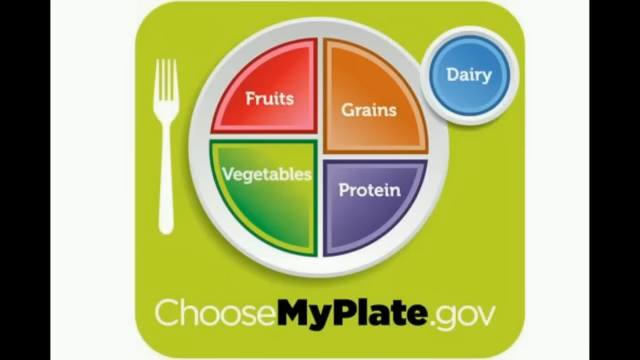 Dairy
Fruits
Grains
Vegetables
Protein
ChooseMyPlate.gov